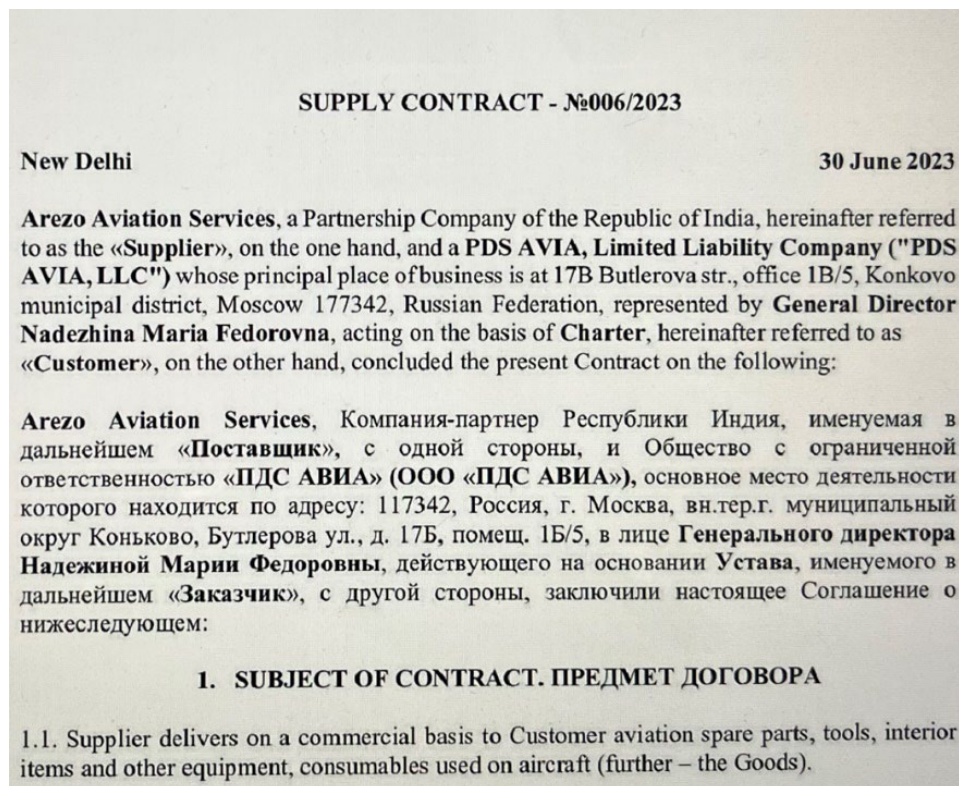 SUPPLY CONTRACT - №006/2023
New Delhi 30 June 2023
Arezo Aviation Services, a Partnership Company of the Republic of India, hereinafter referred
to as the «Supplier», on the one hand, and a PDS AVIA, Limited Liability Company ("PDS
AVIA, LLC") whose principal place of business is at 17B Butlerova str., office 1B/5, Konkovo
municipal district, Moscow 177342, Russian Federation, represented by General Director
Nadezhina Maria Fedorovna, acting on the basis of Charter, hereinafter referred to as
«Customer», on the other hand, concluded the present Contract on the following:
Arezo Aviation Services, Компания-партнер Республики Индия, именуемая в
дальнейшем «Поставщик», с одной стороны, и Общество с ограниченной
ответственностью «ПДС АВИА» (ООО «ПДС АВИА»), основное место деятельности
которого находится по адресу: 117342, Россия, г. Москва, вн.тер.г. муниципальный
округ Коньково, Бутлерова ул., д. 17Б, помещ. 1Б/5, в лице Генерального директора
Надежиной Марии Федоровны, действующего на основании Устава, именуемого в
дальнейшем «Заказчик», с другой стороны, заключили настоящее Соглашение о
нижеследующем:
1. SUBJECT OF CONTRACT. ПРЕДМЕТ ДОГОВОРА
1.1. Supplier delivers on a commercial basis to Customer aviation spare parts, tools, interior
items and other equipment, consumables used on aircraft (further – the Goods).